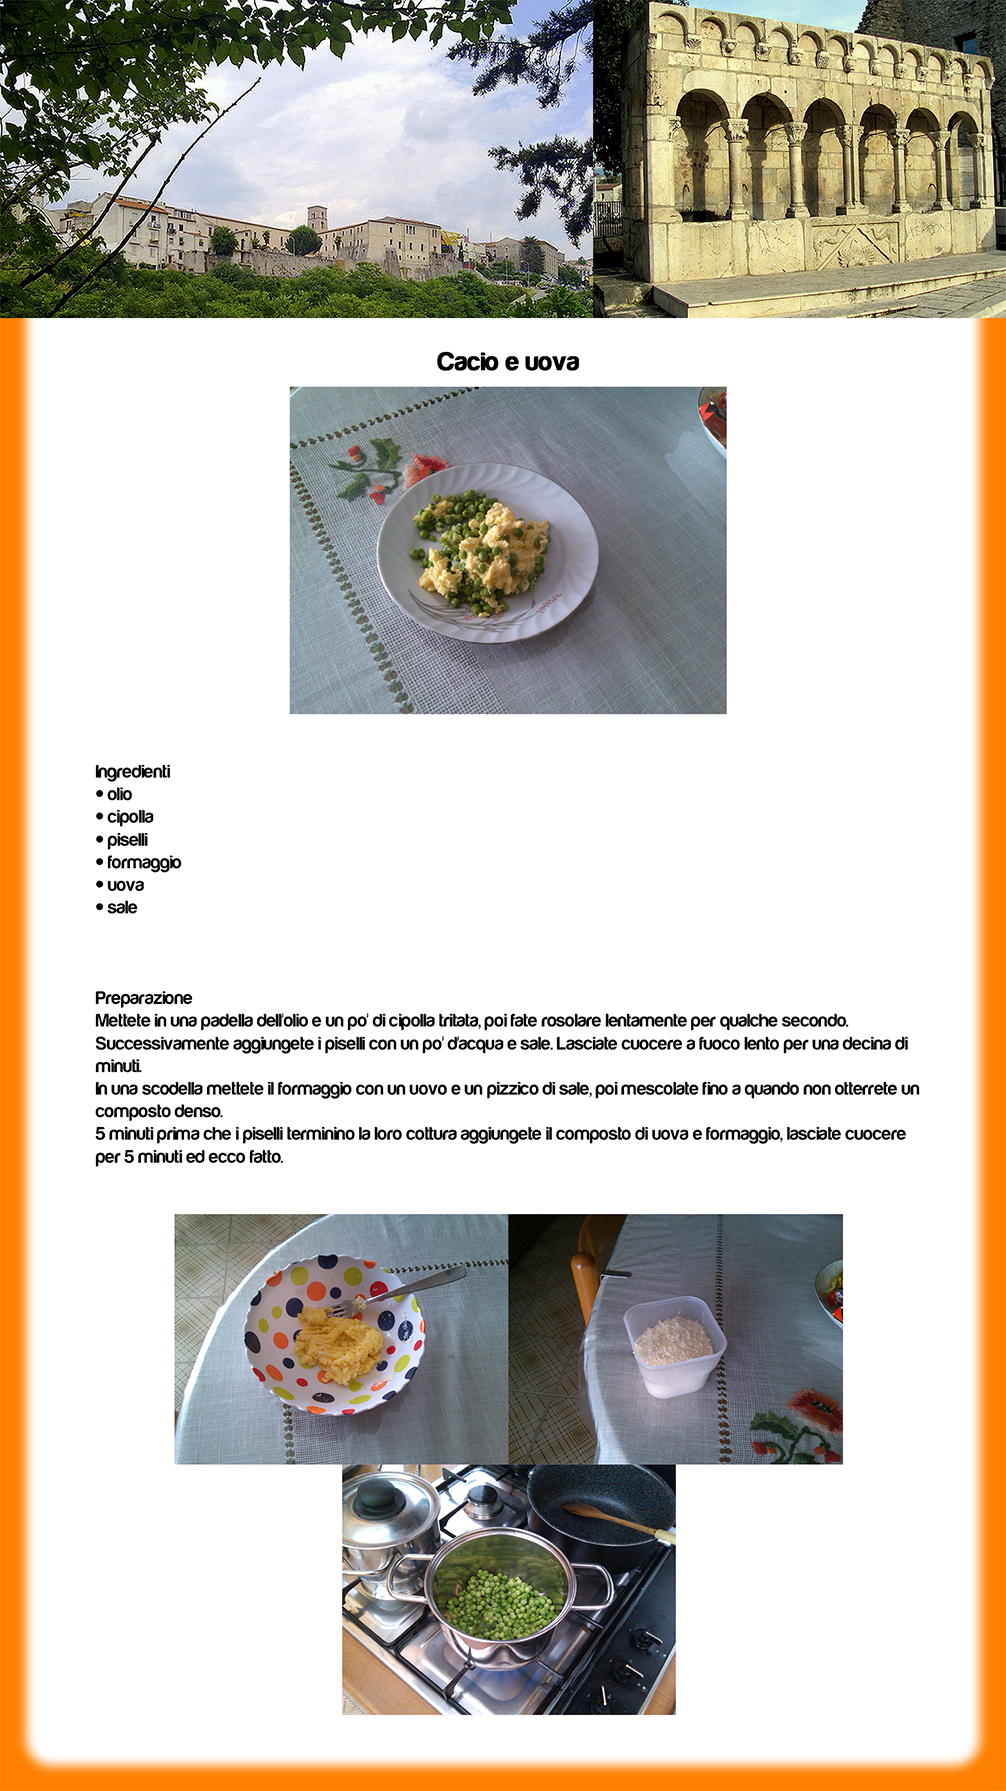 Cacio e uova
Ingredienti
• olio
• cipolla
• piselli
• formaggio
• uova
• sale
Preparazione
Mettete in una padella dell'olio e un po' di cipolla tritata, poi fate rosolare lentamente per qualche secondo.
Successivamente aggiungete i piselli con un po' d'acqua e sale. Lasciate cuocere a fuoco lento per una decina di
minuti.
In una scodella mettete il formaggio con un uovo e un pizzico di sale, poi mescolate fino a quando non otterrete un
composto denso.
5 minuti prima che i piselli terminino la loro cottura aggiungete il composto di uova e formaggio, lasciate cuocere
per 5 minuti ed ecco fatto.